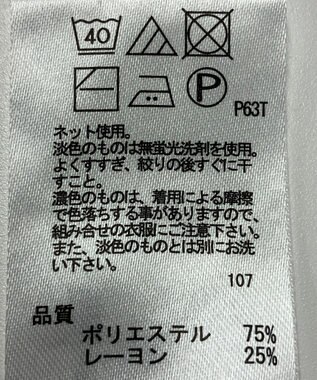 40
P
P63T
ネット使用。
淡色のものは無蛍光洗剤を使用。
よくすすぎ、絞りの後すぐに干
すこと。
濃色のものは、着用による摩擦
で色落ちする事がありますので、
組み合せの衣服にご注意下さい。
また、淡色のものとは別にお洗
い下さい。
107
品質
ポリエステル 75%
レーヨン 25%